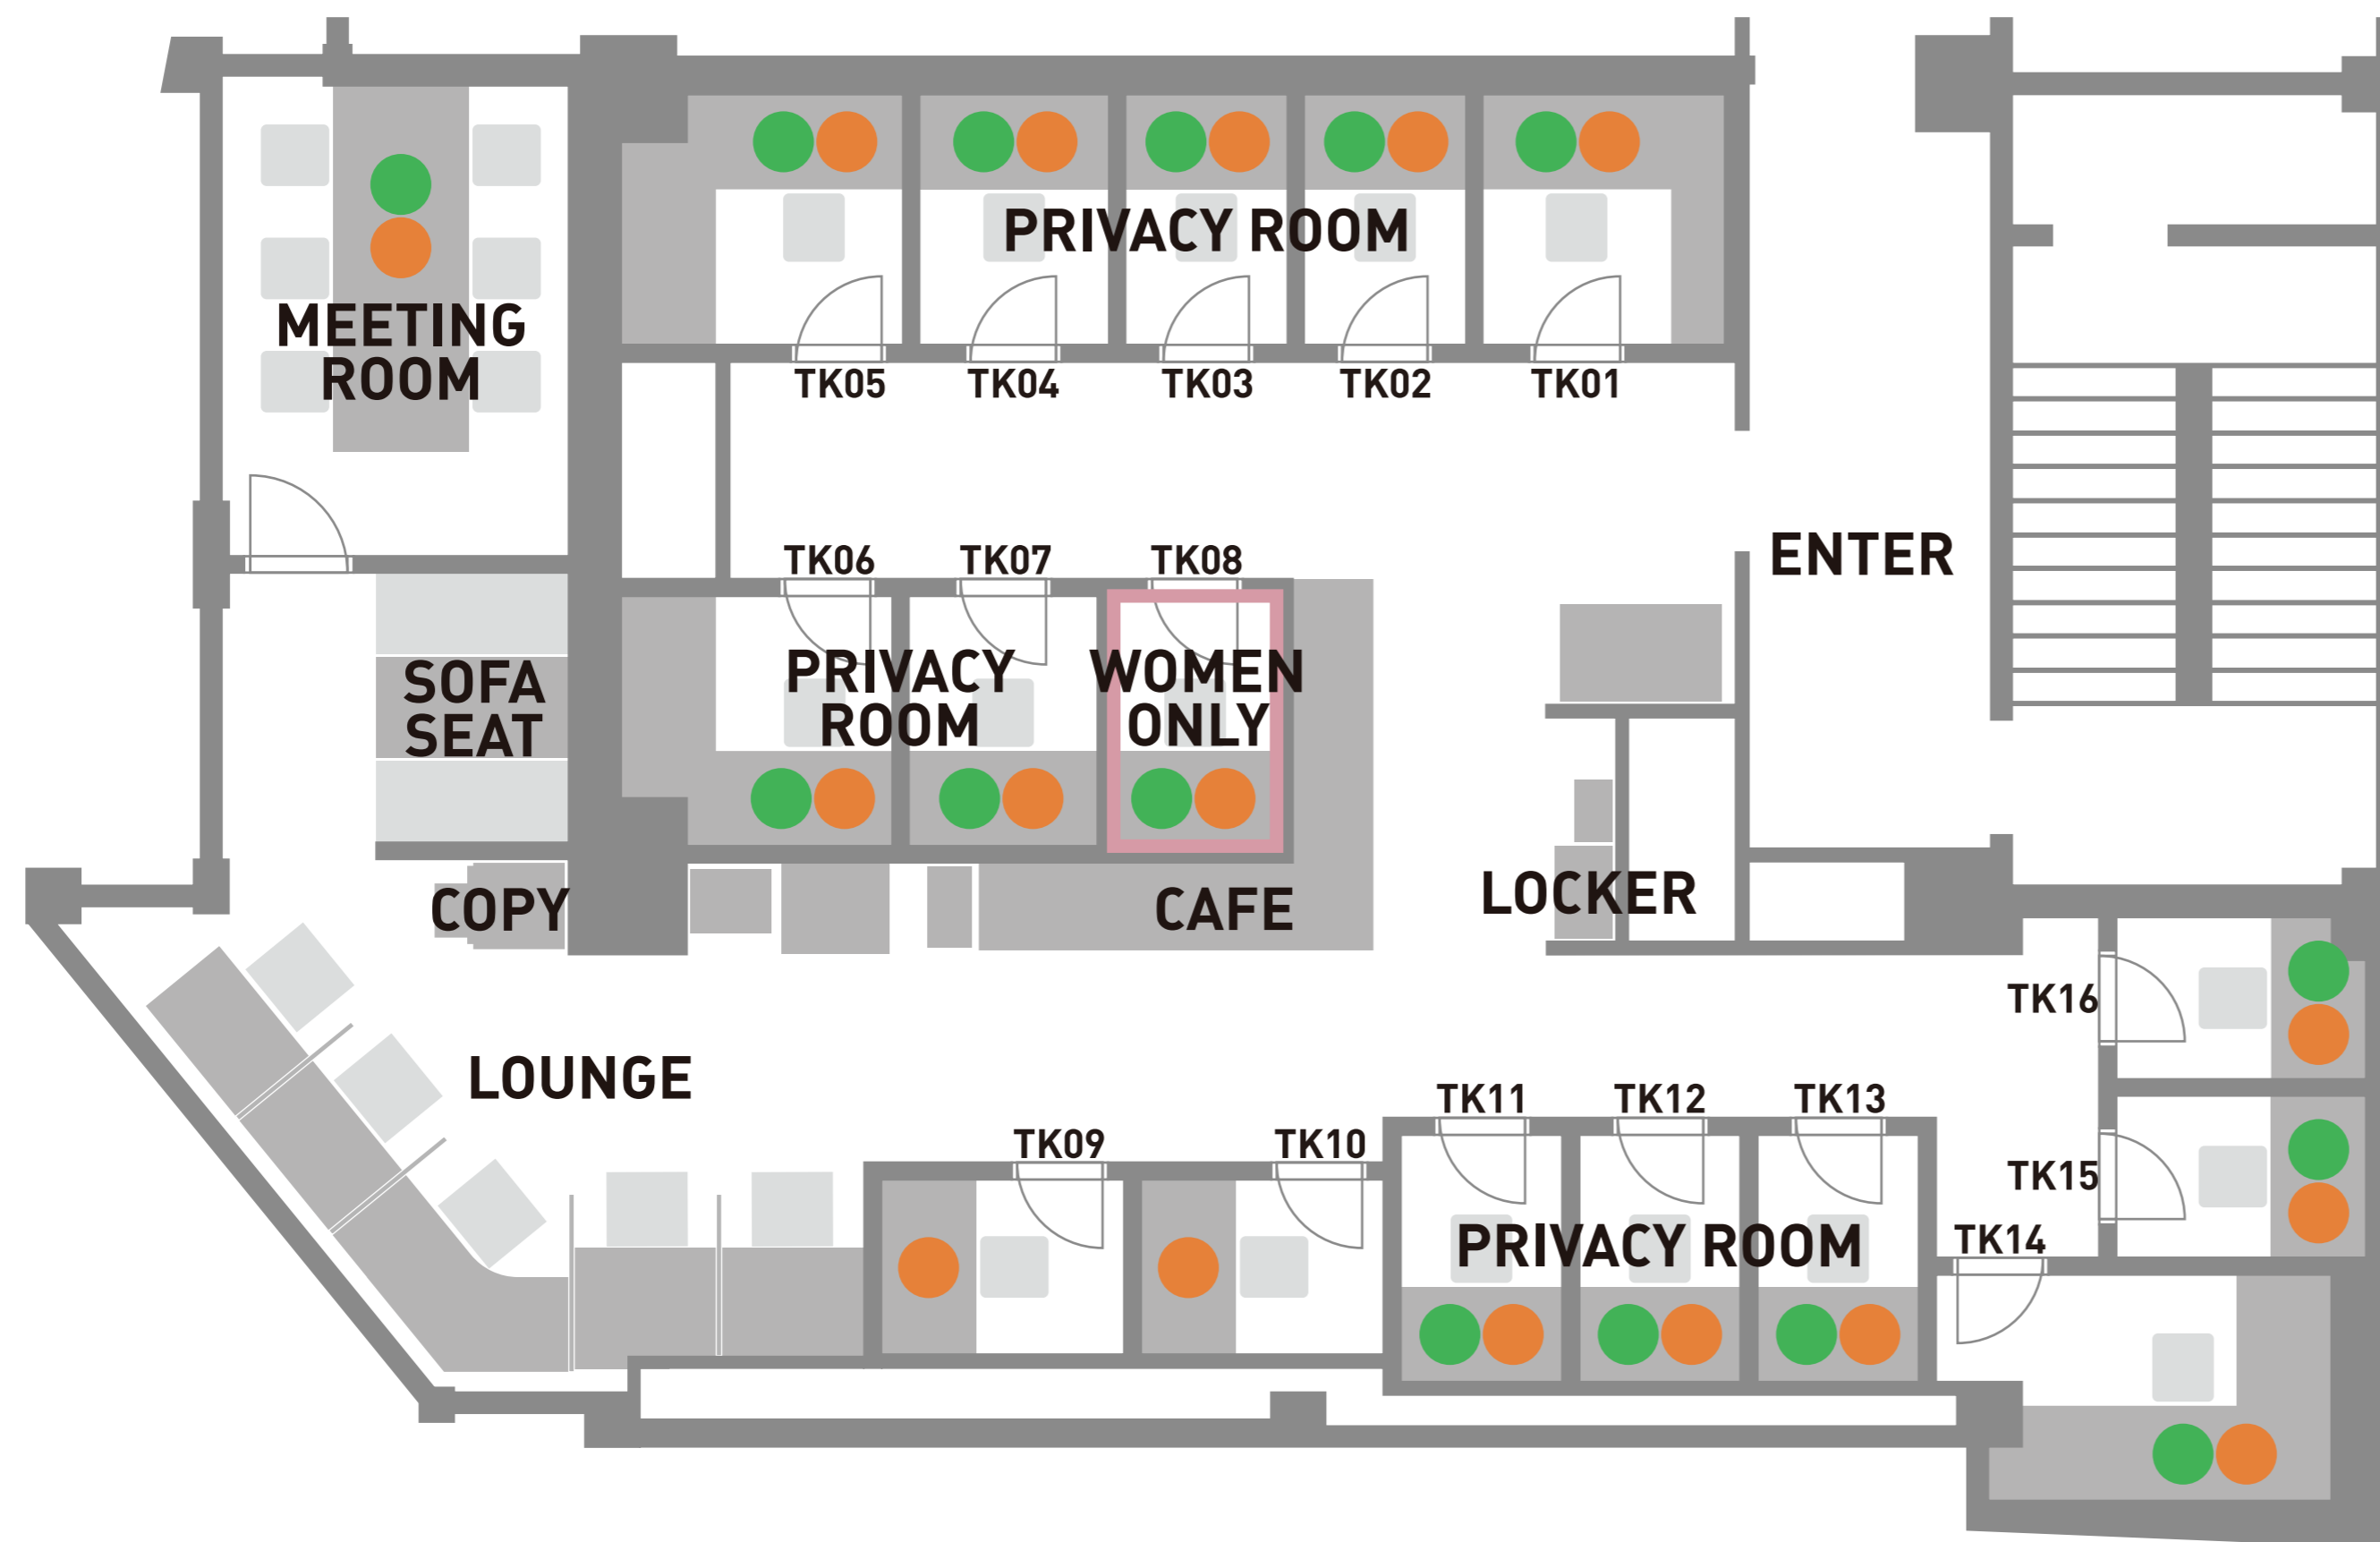 PRIVACY ROOM
MEETING
ROOM
TK05
TK04
TK03
TK02
TK01
ENTER
TK06
TK07
TK08
PRIVACY
ROOM
WOMEN
ONLY
SOFA
SEAT
COPY
CAFE
LOCKER
TK16
LOUNGE
TK11
TK12
TK13
TK09
TK10
TK15
PRIVACY ROOM
TK14